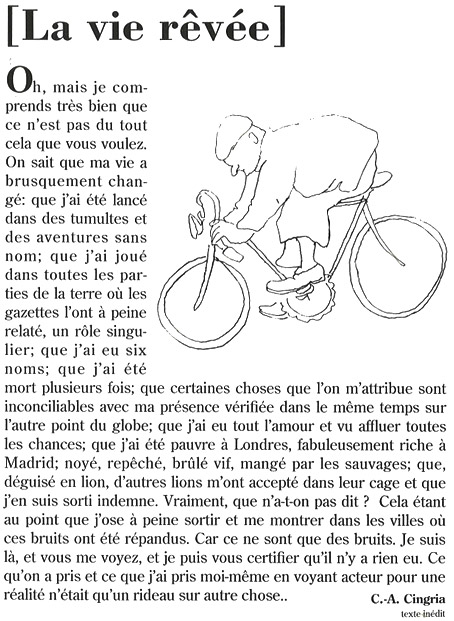 [La vie rêvée]
Oh, mais je com-
prends très bien que
ce n'est pas du tout
cela que vous voulez.
On sait que ma vie a
brusquement chan-
gé: que j'ai été lancé
dans des tumultes et
des aventures sans
nom; que j'ai joué
dans toutes les par-
ties de la terre où les
gazettes l'ont à peine
relaté, un rôle singu-
lier; que j'ai eu six
noms; que j'ai été
mort plusieurs fois; que certaines choses que l'on m'attribue sont
inconciliables avec ma présence vérifiée dans le même temps sur
l'autre point du globe; que j'ai eu tout l'amour et vu affluer toutes
les chances; que j'ai été pauvre à Londres, fabuleusement riche à
Madrid; noyé, repêché, brûlé vif, mangé par les sauvages; que,
déguisé en lion, d'autres lions m'ont accepté dans leur cage et que
j'en suis sorti indemne. Vraiment, que n'a-t-on pas dit ? Cela étant
au point que j'ose à peine sortir et me montrer dans les villes où
ces bruits ont été répandus. Car ce ne sont que des bruits. Je suis
là, et vous me voyez, et je puis vous certifier qu'il n'y a rien eu. Ce
qu'on a pris et ce que j'ai pris moi-même en voyant acteur pour une
réalité n'était qu'un rideau sur autre chose..
C.-A. Cingria
texte inédit